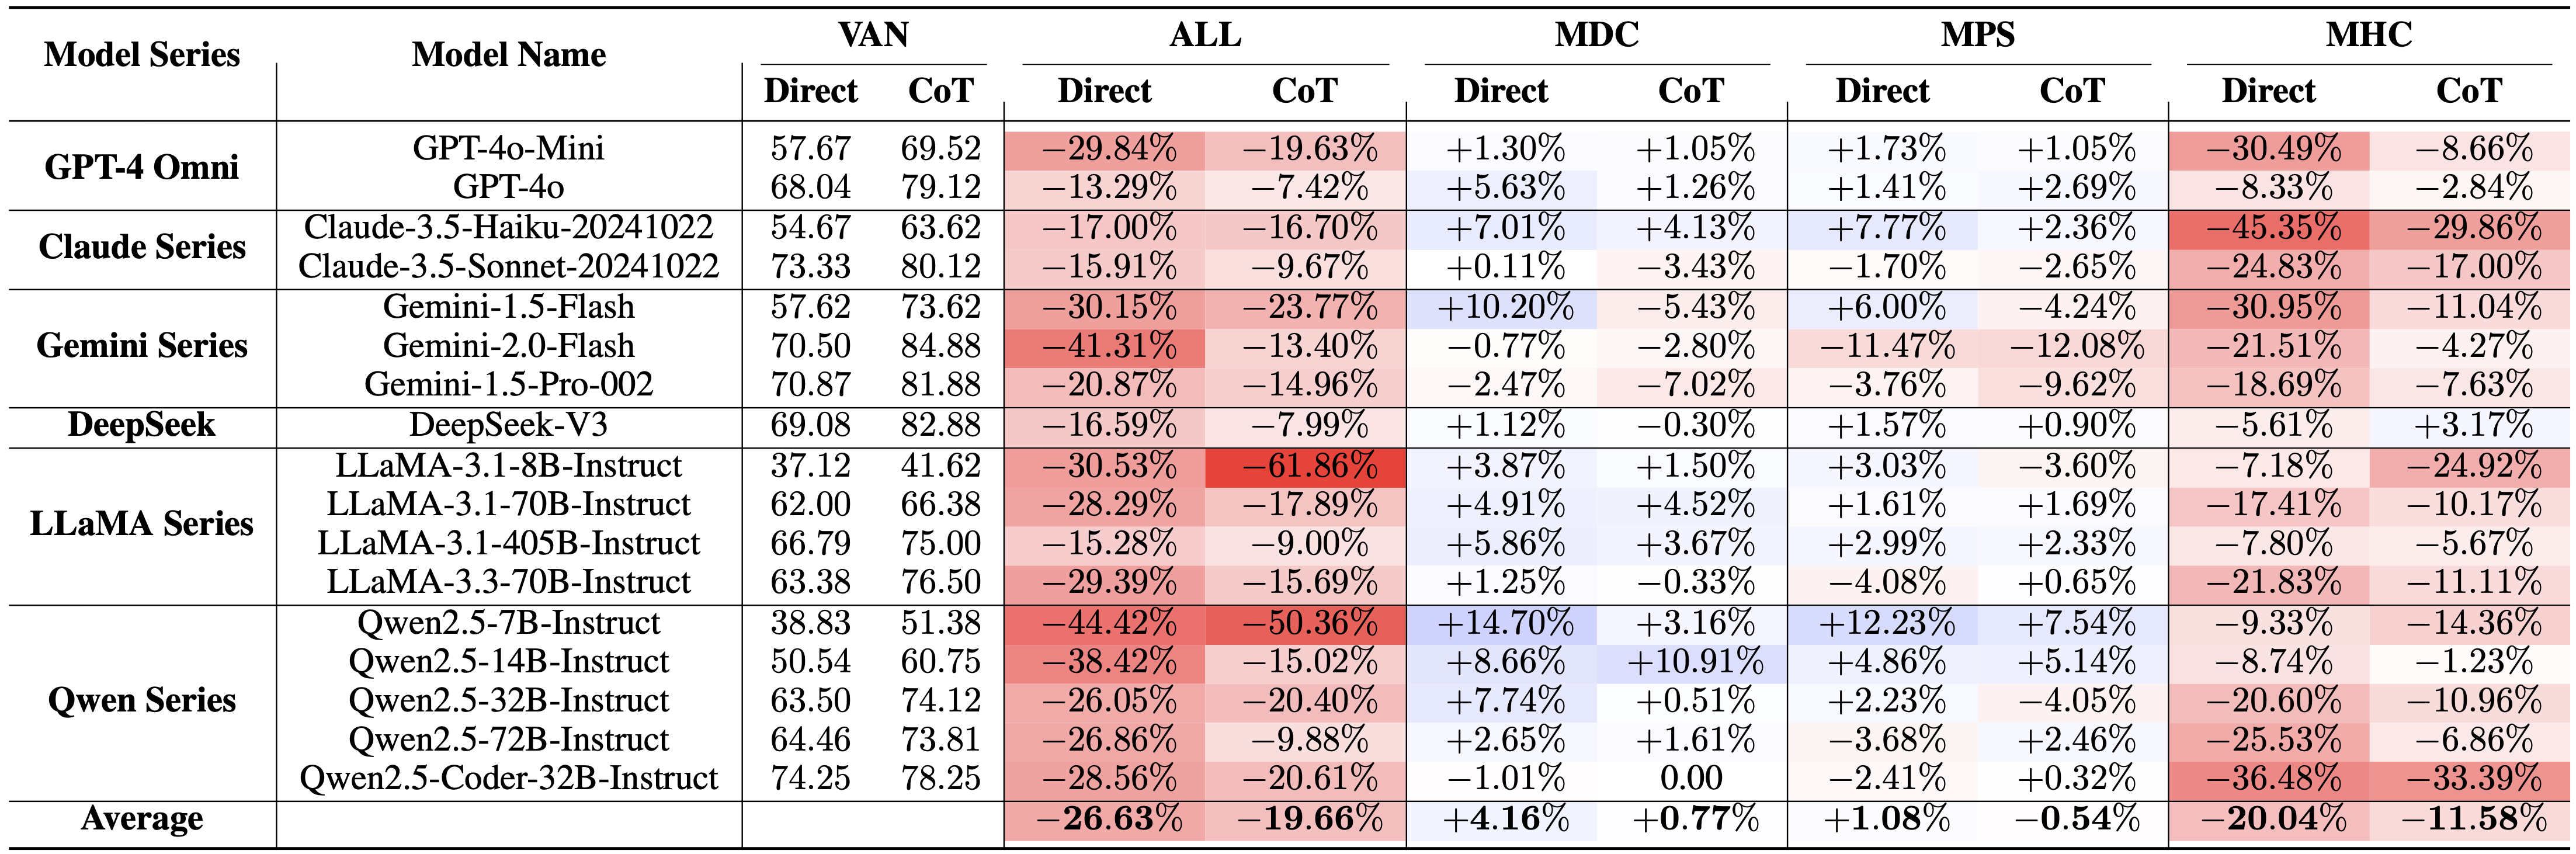 Model Series Model Name VAN ALL MDC MPS MHC
Direct CoT Direct CoT Direct CoT Direct CoT Direct CoT
GPT-4 Omni GPT-4o-Mini 57.67 69.52 −29.84% −19.63% +1.30% +1.05% +1.73% +1.05% −30.49% −8.66%
GPT-4o 68.04 79.12 −13.29% −7.42% +5.63% +1.26% +1.41% +2.69% −8.33% −2.84%
Claude Series Claude-3.5-Haiku-20241022 54.67 63.62 −17.00% −16.70% +7.01% +4.13% +7.77% +2.36% −45.35% −29.86%
Claude-3.5-Sonnet-20241022 73.33 80.12 −15.91% −9.67% +0.11% −3.43% −1.70% −2.65% −24.83% −17.00%
Gemini Series Gemini-1.5-Flash 57.62 73.62 −30.15% −23.77% +10.20% −5.43% +6.00% −4.24% −30.95% −11.04%
Gemini-2.0-Flash 70.50 84.88 −41.31% −13.40% −0.77% −2.80% −11.47% −12.08% −21.51% −4.27%
Gemini-1.5-Pro-002 70.87 81.88 −20.87% −14.96% −2.47% −7.02% −3.76% −9.62% −18.69% −7.63%
DeepSeek DeepSeek-V3 69.08 82.88 −16.59% −7.99% +1.12% −0.30% +1.57% +0.90% −5.61% +3.17%
LLaMA Series LLaMA-3.1-8B-Instruct 37.12 41.62 −30.53% −61.86% +3.87% +1.50% +3.03% −3.60% −7.18% −24.92%
LLaMA-3.1-70B-Instruct 62.00 66.38 −28.29% −17.89% +4.91% +4.52% +1.61% +1.69% −17.41% −10.17%
LLaMA-3.1-405B-Instruct 66.79 75.00 −15.28% −9.00% +5.86% +3.67% +2.99% +2.33% −7.80% −5.67%
LLaMA-3.3-70B-Instruct 63.38 76.50 −29.39% −15.69% +1.25% −0.33% −4.08% +0.65% −21.83% −11.11%
Qwen Series Qwen2.5-7B-Instruct 38.83 51.38 −44.42% −50.36% +14.70% +3.16% +12.23% +7.54% −9.33% −14.36%
Qwen2.5-14B-Instruct 50.54 60.75 −38.42% −15.02% +8.66% +10.91% +4.86% +5.14% −8.74% −1.23%
Qwen2.5-32B-Instruct 63.50 74.12 −26.05% −20.40% +7.74% +0.51% +2.23% −4.05% −20.60% −10.96%
Qwen2.5-72B-Instruct 64.46 73.81 −26.86% −9.88% +2.65% +1.61% −3.68% +2.46% −25.53% −6.86%
Qwen2.5-Coder-32B-Instruct 74.25 78.25 −28.56% −20.61% −1.01% 0.00 −2.41% +0.32% −36.48% −33.39%
Average −26.63% −19.66% +4.16% +0.77% +1.08% −0.54% −20.04% −11.58%